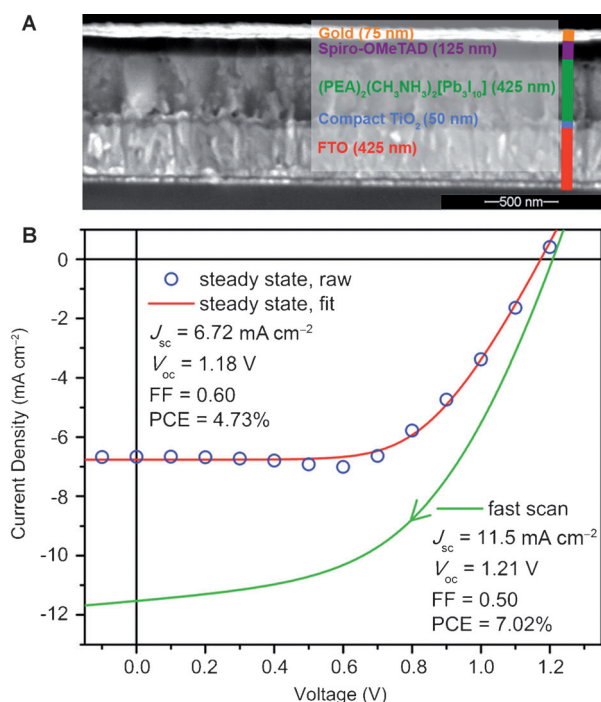 A
Gold (75 nm)
Spiro-OMeTAD (125 nm)
(PEA)₂(CH₃NH₃)₂[Pb₃I₁₀] (425 nm)
Compact TiO₂ (50 nm)
FTO (425 nm)
500 nm
B
0
-2
-4
-6
-8
-10
-12
Current Density (mA cm⁻²)
steady state, raw
steady state, fit
Jsc = 6.72 mA cm⁻²
Voc = 1.18 V
FF = 0.60
PCE = 4.73%
fast scan
Jsc = 11.5 mA cm⁻²
Voc = 1.21 V
FF = 0.50
PCE = 7.02%
0.0 0.2 0.4 0.6 0.8 1.0 1.2
Voltage (V)